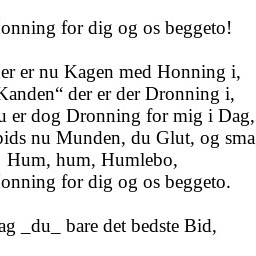 onning for dig og os beggeto!
er er nu Kagen med Honning i,
Kanden“ der er der Dronning i,
u er dog Dronning for mig i Dag,
pids nu Munden, du Glut, og sma
Hum, hum, Humlebo,
onning for dig og os beggeto.
ag _du_ bare det bedste Bid,